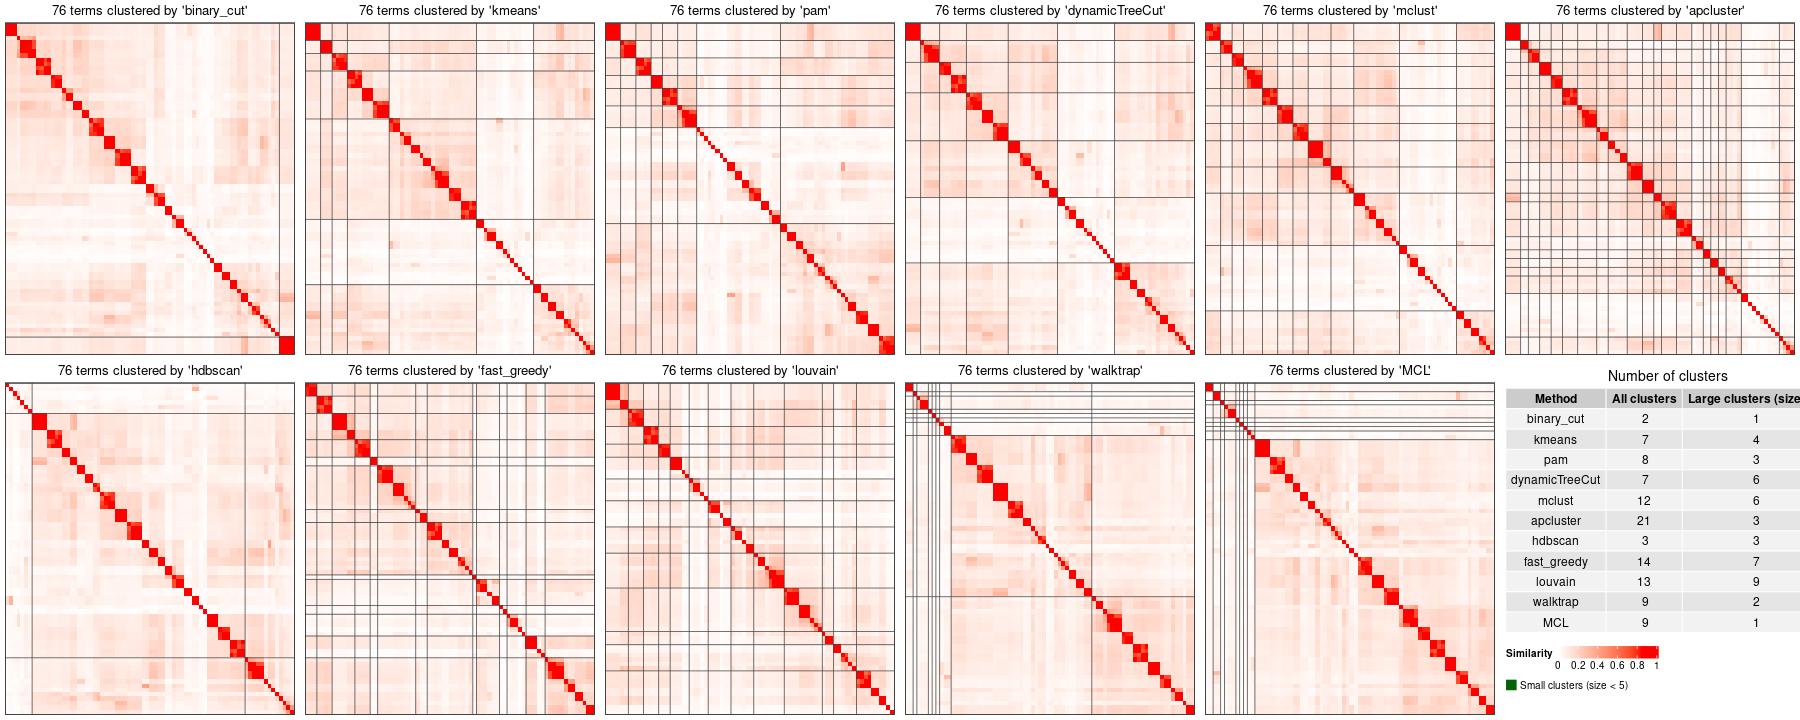 76 terms clustered by 'binary_cut'
76 terms clustered by 'kmeans'
76 terms clustered by 'pam'
76 terms clustered by 'dynamicTreeCut'
76 terms clustered by 'mclust'
76 terms clustered by 'apcluster'
76 terms clustered by 'hdbscan'
76 terms clustered by 'fast_greedy'
76 terms clustered by 'louvain'
76 terms clustered by 'walktrap'
76 terms clustered by 'MCL'
Number of clusters
Method All clusters Large clusters (size
binary_cut 2 1
kmeans 7 4
pam 8 3
dynamicTreeCut 7 6
mclust 12 6
apcluster 21 3
hdbscan 3 3
fast_greedy 14 7
louvain 13 9
walktrap 9 2
MCL 9 1
Similarity
0 0.2 0.4 0.6 0.8 1
Small clusters (size < 5)